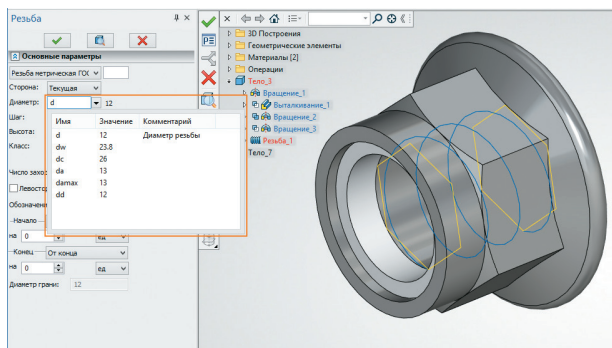 Резьба
Основные параметры
Резьба метрическая ГОС
Сторона: Текущая
Диаметр: d 12
Шаг:
Высота:
Класс:
Имя Значение Комментарий
d 12 Диаметр резьбы
dw 23.8
dc 26
da 13
damax 13
dd 12
Число захо
Левосто
Обозначени
Начало
на 0 ед
Конец От конца
на 0 ед
Диаметр грани: 12
3D Построения
Геометрические элементы
Материалы [2]
Операции
Тело_3
Вращение_1
Выталкивание_1
Вращение_2
Вращение_3
Резьба_1
Тело_7